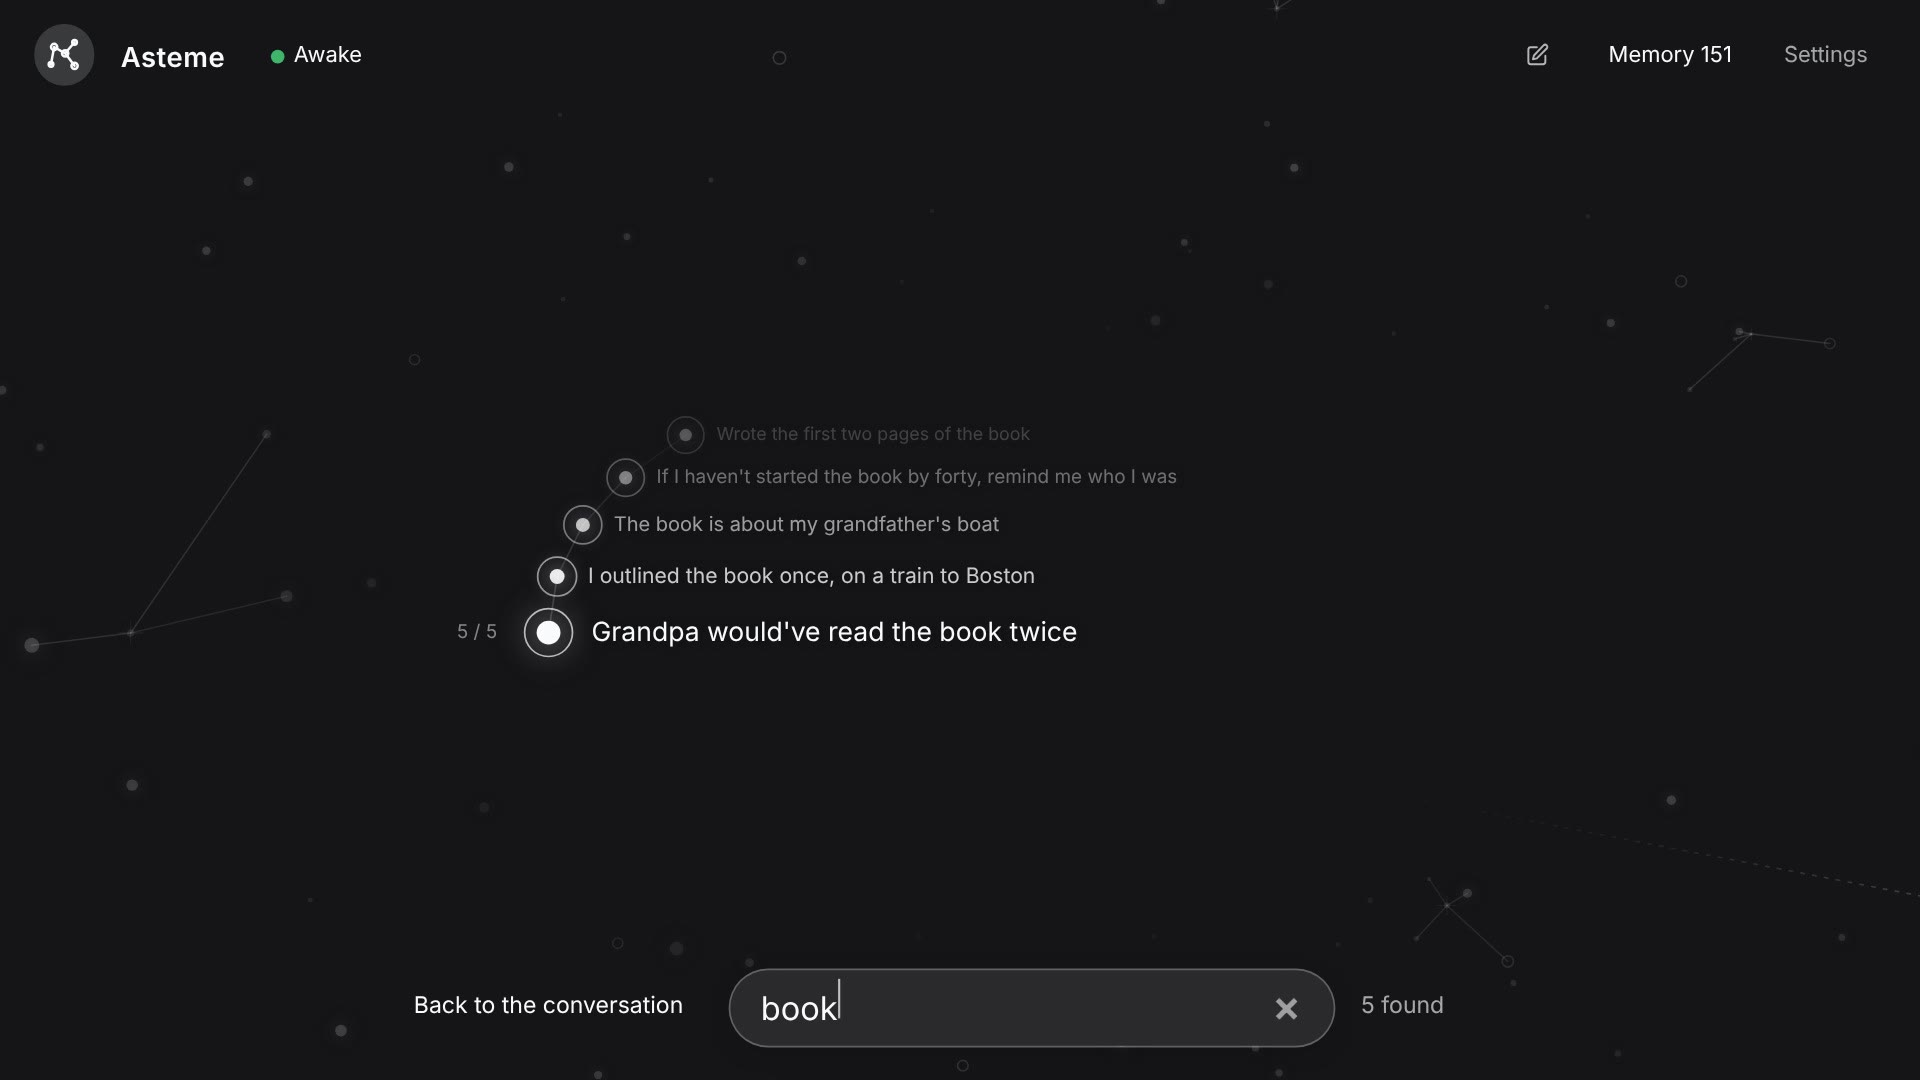 Asteme
Awake
Memory 151
Settings
Wrote the first two pages of the book
If I haven't started the book by forty, remind me who I was
The book is about my grandfather's boat
I outlined the book once, on a train to Boston
5 / 5
Grandpa would've read the book twice
Back to the conversation
book
5 found